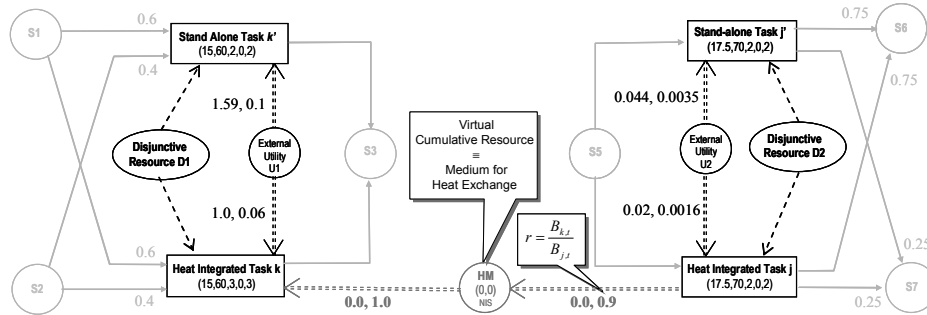 S1
0.6
0.4
Stand Alone Task k'
(15,60,2,0,2)
1.59, 0.1
Disjunctive
Resource D1
External
Utility
U1
S3
1.0, 0.06
S2
0.6
0.4
Heat Integrated Task k
(15,60,3,0,3)
0.0, 1.0
Virtual
Cumulative Resource
≡
Medium for
Heat Exchange
HM
(0,0)
NIS
r = B k,t / B j,t
0.0, 0.9
S5
Stand-alone Task j'
(17.5,70,2,0,2)
0.044, 0.0035
External
Utility
U2
Disjunctive
Resource D2
0.02, 0.0016
Heat Integrated Task j
(17.5,70,2,0,2)
0.75
S6
0.75
0.25
S7
0.25